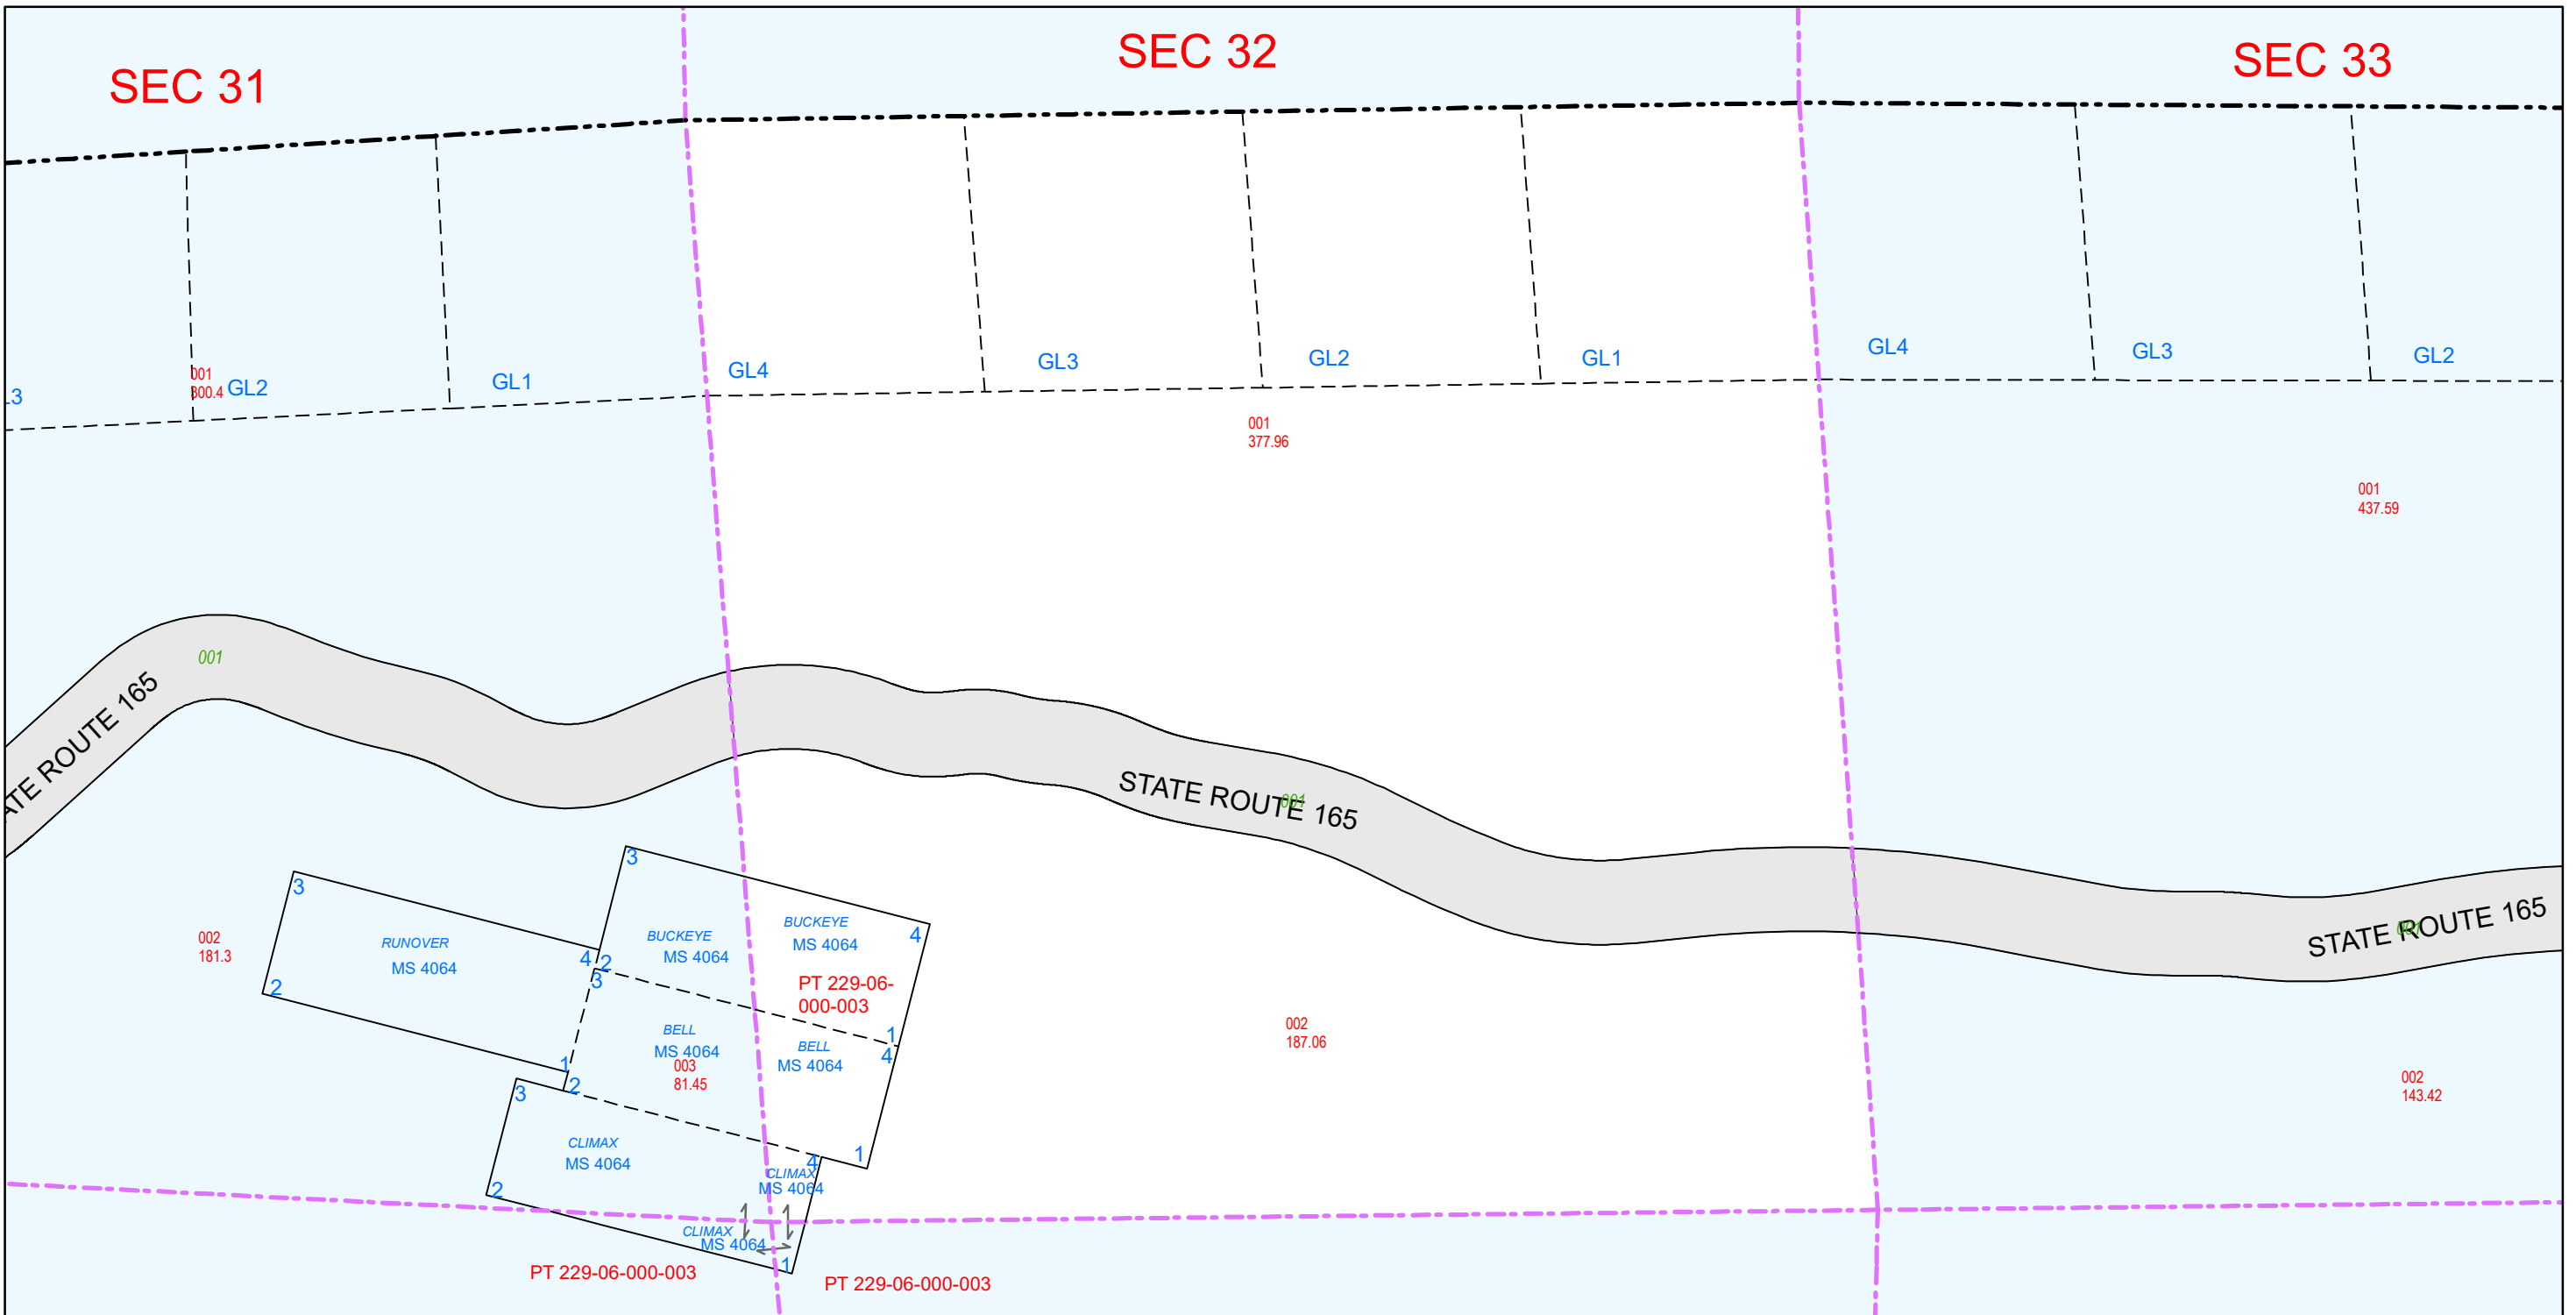 SEC 31
SEC 32
SEC 33
GL2
GL1
GL4
GL3
GL2
GL1
GL4
GL3
GL2
001
300.4
001
377.96
001
437.59
001
STATE ROUTE 165
001
STATE ROUTE 165
001
ATE ROUTE 165
3
RUNOVER
MS 4064
4
2
1
002
181.3
3
BUCKEYE
MS 4064
BUCKEYE
MS 4064
4
2
1
PT 229-06-
000-003
3
BELL
MS 4064
BELL
MS 4064
4
003
81.45
2
1
3
CLIMAX
MS 4064
4
CLIMAX
MS 4064
2
CLIMAX
MS 4064
1
PT 229-06-000-003
PT 229-06-000-003
002
187.06
002
143.42